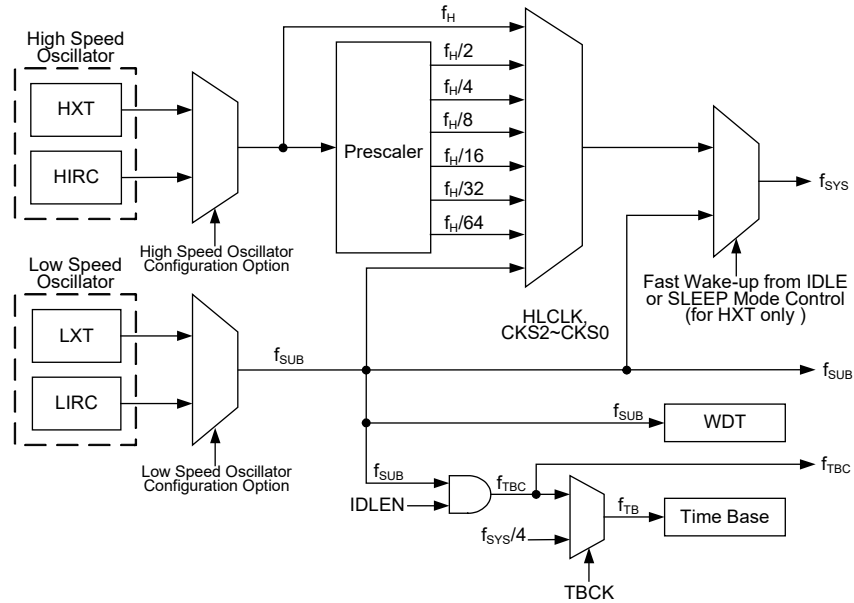 High Speed
Oscillator
HXT
HIRC
High Speed Oscillator
Configuration Option
fH
Prescaler
fH/2
fH/4
fH/8
fH/16
fH/32
fH/64
HLCLK,
CKS2~CKS0
fSYS
Fast Wake-up from IDLE
or SLEEP Mode Control
(for HXT only )
Low Speed
Oscillator
LXT
LIRC
Low Speed Oscillator
Configuration Option
fSUB
fSUB
fSUB
WDT
fSUB
IDLEN
fTBC
fTBC
fSYS/4
TBCK
fTB
Time Base